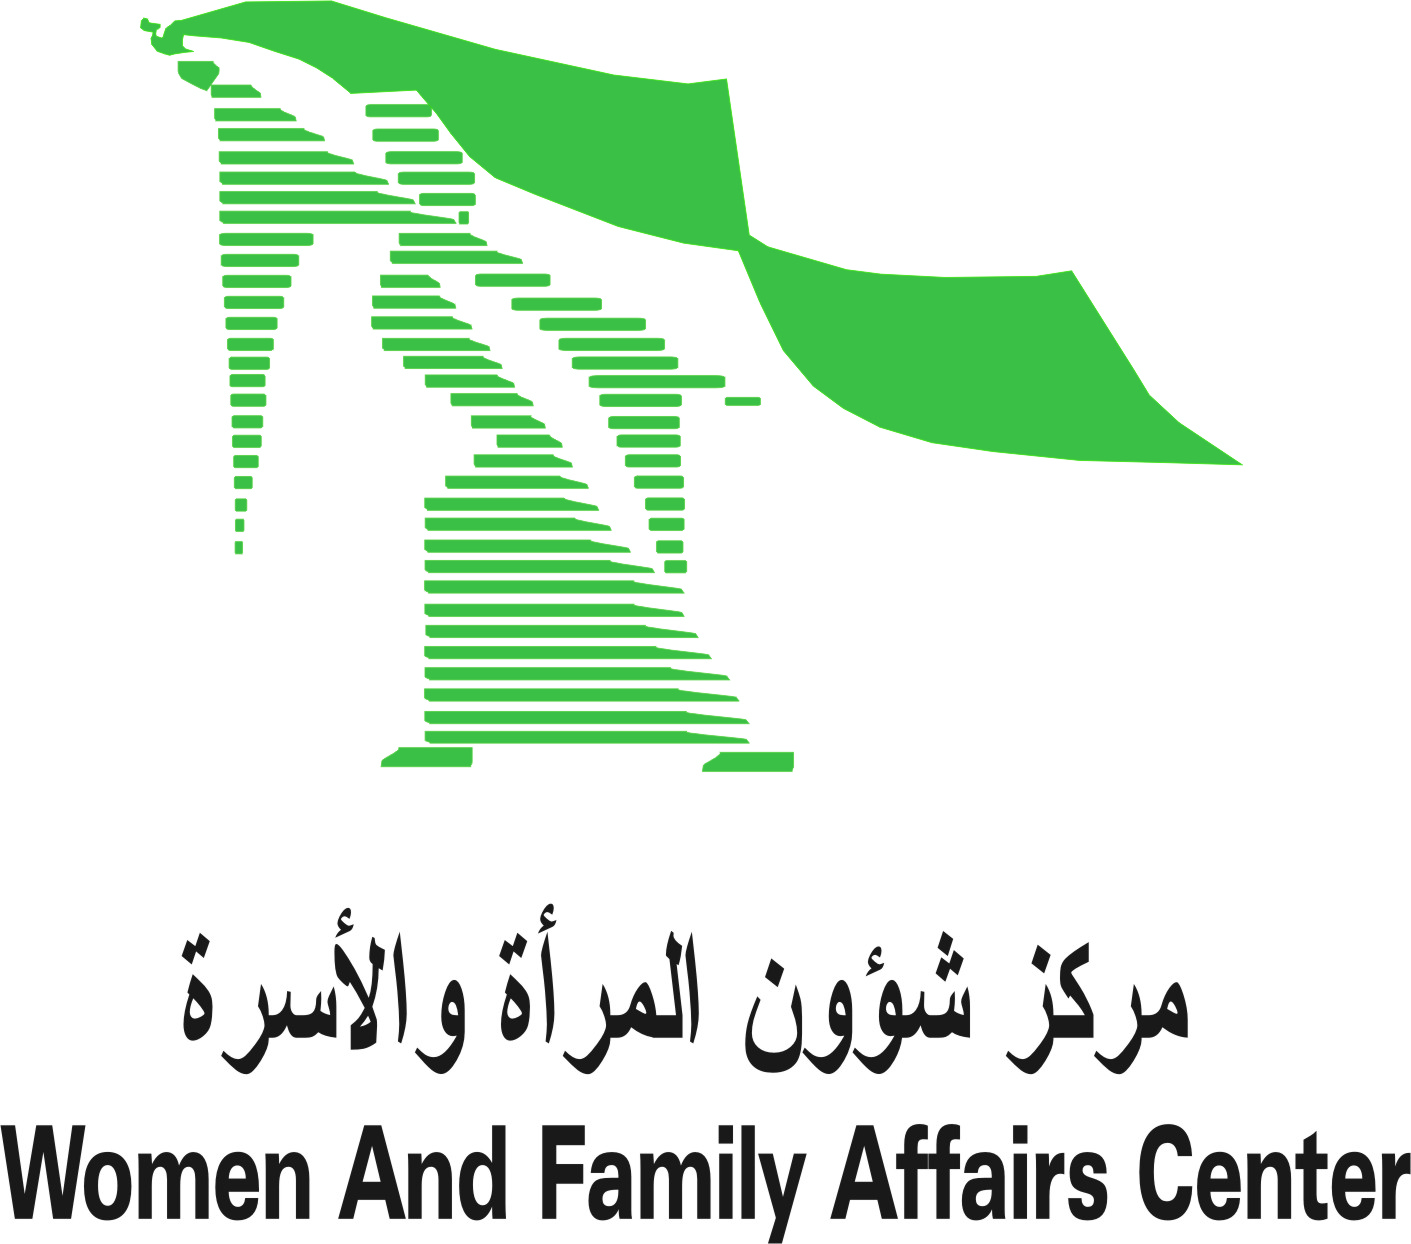 مركز شؤون المرأة والأسرة
Women And Family Affairs Center